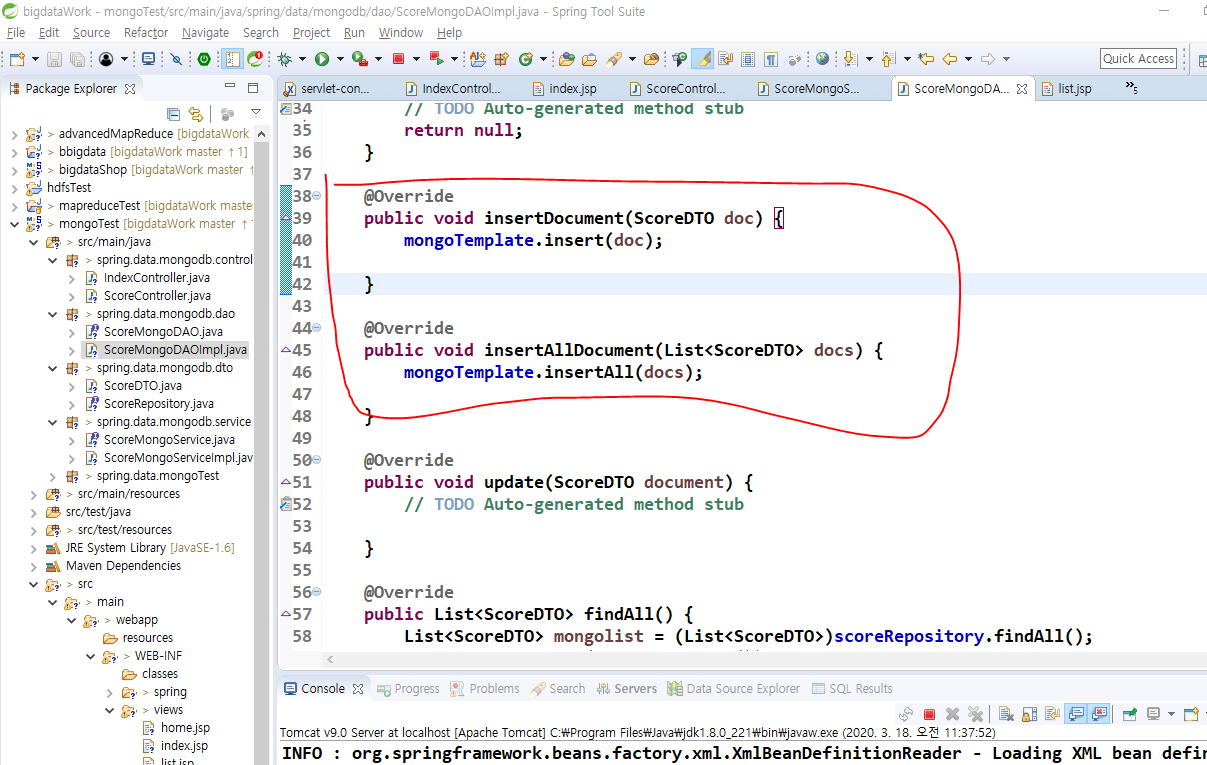 bigdataWork - mongoTest/src/main/java/spring/data/mongodb/dao/ScoreMongoDAOImpl.java - Spring Tool Suite
File Edit Source Refactor Navigate Search Project Run Window Help
Quick Access
Package Explorer
servlet-con... IndexControl... index.jsp ScoreControl... ScoreMongoS... ScoreMongoDA... list.jsp »5
> advancedMapReduce [bigdataWork
> bbigdata [bigdataWork master ↑1]
> bigdataShop [bigdataWork master ↑
hdfsTest
> mapreduceTest [bigdataWork maste
> mongoTest [bigdataWork master ↑
> src/main/java
> spring.data.mongodb.control
IndexController.java
ScoreController.java
> spring.data.mongodb.dao
ScoreMongoDAO.java
ScoreMongoDAOImpl.java
> spring.data.mongodb.dto
ScoreDTO.java
ScoreRepository.java
> spring.data.mongodb.service
ScoreMongoService.java
ScoreMongoServiceImpl.jav
> spring.data.mongoTest
> src/main/resources
src/test/java
> src/test/resources
JRE System Library [JavaSE-1.6]
Maven Dependencies
> src
> main
> webapp
resources
> WEB-INF
classes
> spring
> views
home.jsp
index.jsp
list.jsp
34 // TODO Auto-generated method stub
35 return null;
36 }
37
38 @Override
39 public void insertDocument(ScoreDTO doc) {
40 mongoTemplate.insert(doc);
41
42 }
43
44 @Override
45 public void insertAllDocument(List<ScoreDTO> docs) {
46 mongoTemplate.insertAll(docs);
47
48 }
49
50 @Override
51 public void update(ScoreDTO document) {
52 // TODO Auto-generated method stub
53
54 }
55
56 @Override
57 public List<ScoreDTO> findAll() {
58 List<ScoreDTO> mongolist = (List<ScoreDTO>)scoreRepository.findAll();
Console Progress Problems Search Servers Data Source Explorer SQL Results
Tomcat v9.0 Server at localhost [Apache Tomcat] C:₩Program Files₩Java₩jdk1.8.0_221₩bin₩javaw.exe (2020. 3. 18. 오전 11:37:52)
INFO : org.springframework.beans.factory.xml.XmlBeanDefinitionReader - Loading XML bean defin